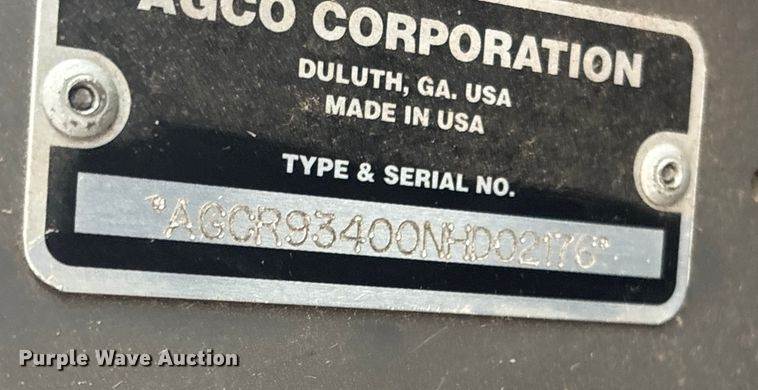 AGCO CORPORATION
DULUTH, GA. USA
MADE IN USA
TYPE & SERIAL NO.
*AGCR93400NHD02176*
Purple Wave Auction